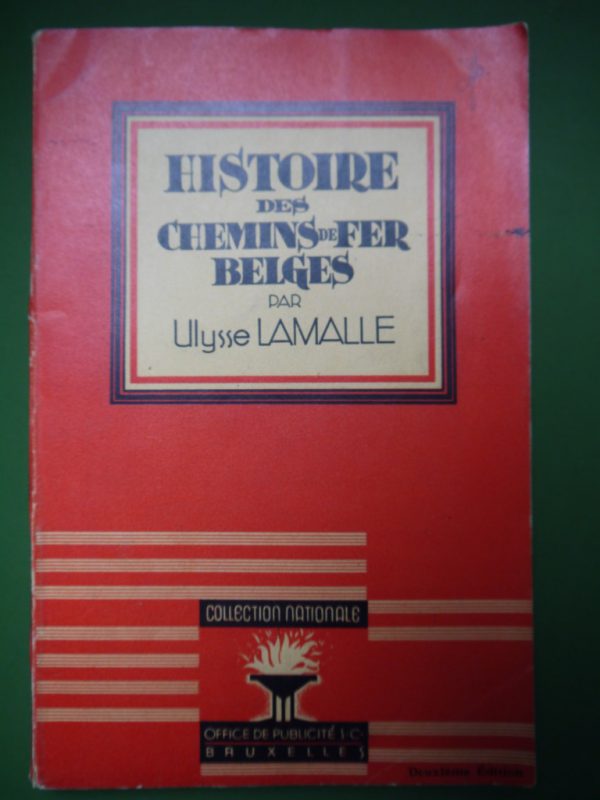 HISTOIRE
DES
CHEMINS DE FER
BELGES
PAR
Ulysse LAMALLE
COLLECTION NATIONALE
OFFICE DE PUBLICITÉ S.C.
BRUXELLES
Deuxième Édition